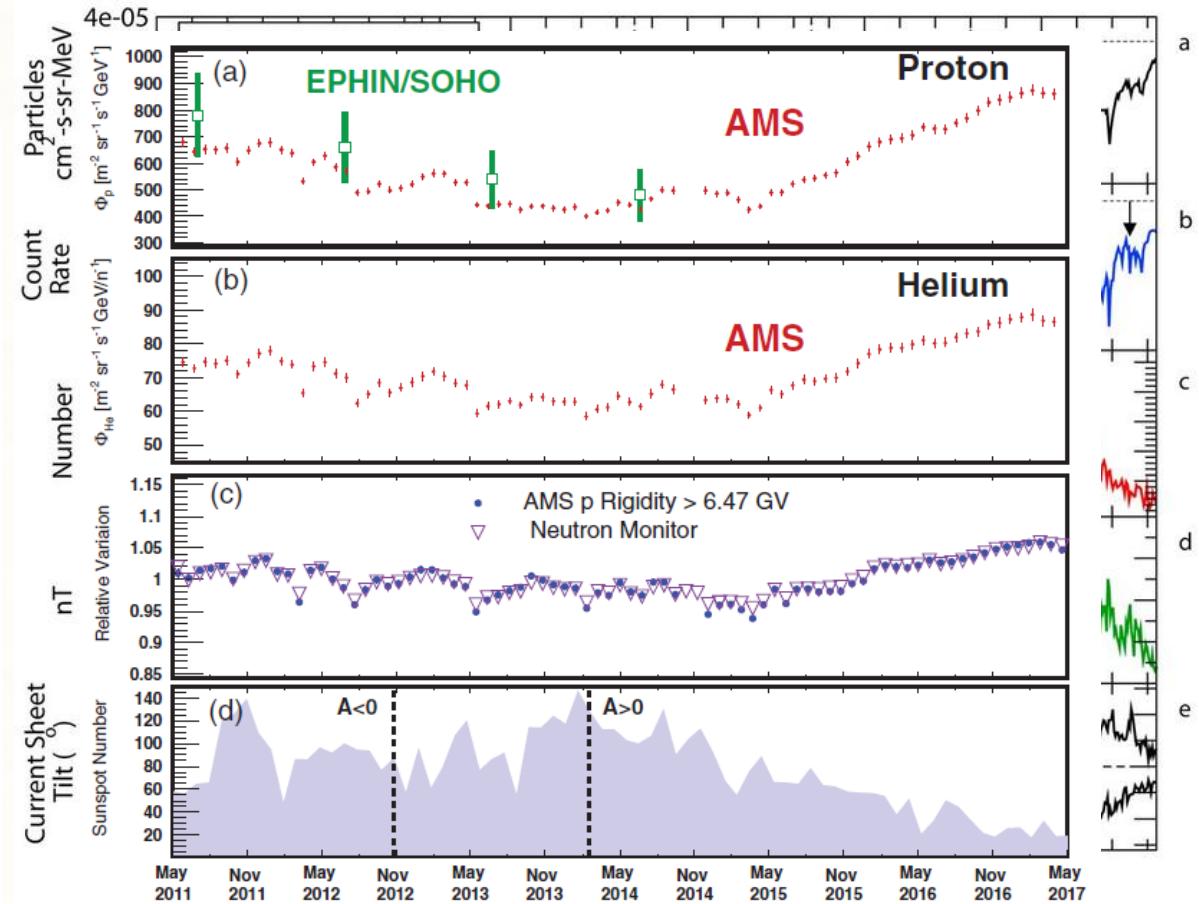 4e-05
Particles
cm²-s-sr-MeV
Count
Rate
Number
nT
Current Sheet
Tilt (°)
(a)
EPHIN/SOHO
Proton
AMS
Φp [m⁻² sr⁻¹ s⁻¹ GeV⁻¹]
1000
900
800
700
600
500
400
300
(b)
Helium
AMS
ΦHe [m⁻² sr⁻¹ s⁻¹ GeV/n⁻¹]
100
90
80
70
60
50
(c)
AMS p Rigidity > 6.47 GV
Neutron Monitor
Relative Variaion
1.15
1.1
1.05
1
0.95
0.9
0.85
(d)
A<0
A>0
Sunspot Number
140
120
100
80
60
40
20
May 2011
Nov 2011
May 2012
Nov 2012
May 2013
Nov 2013
May 2014
Nov 2014
May 2015
Nov 2015
May 2016
Nov 2016
May 2017
a
b
c
d
e